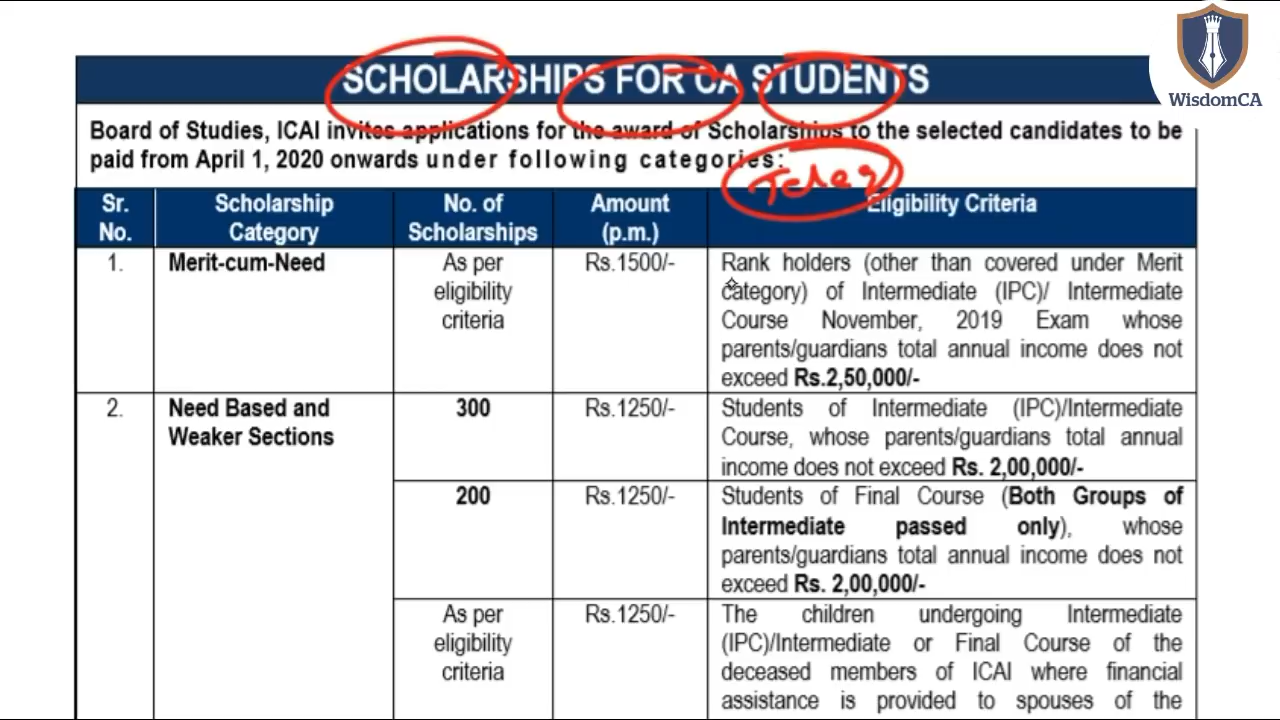 WisdomCA
SCHOLARSHIPS FOR CA STUDENTS
Board of Studies, ICAI invites applications for the award of Scholarships to the selected candidates to be
paid from April 1, 2020 onwards under following categories:
Sr. No.
Scholarship Category
No. of Scholarships
Amount (p.m.)
Eligibility Criteria
1.
Merit-cum-Need
As per
eligibility
criteria
Rs.1500/-
Rank holders (other than covered under Merit
category) of Intermediate (IPC)/ Intermediate
Course November, 2019 Exam whose
parents/guardians total annual income does not
exceed Rs.2,50,000/-
2.
Need Based and
Weaker Sections
300
Rs.1250/-
Students of Intermediate (IPC)/Intermediate
Course, whose parents/guardians total annual
income does not exceed Rs. 2,00,000/-
200
Rs.1250/-
Students of Final Course (Both Groups of
Intermediate passed only), whose
parents/guardians total annual income does not
exceed Rs. 2,00,000/-
As per
eligibility
criteria
Rs.1250/-
The children undergoing Intermediate
(IPC)/Intermediate or Final Course of the
deceased members of ICAI where financial
assistance is provided to spouses of the